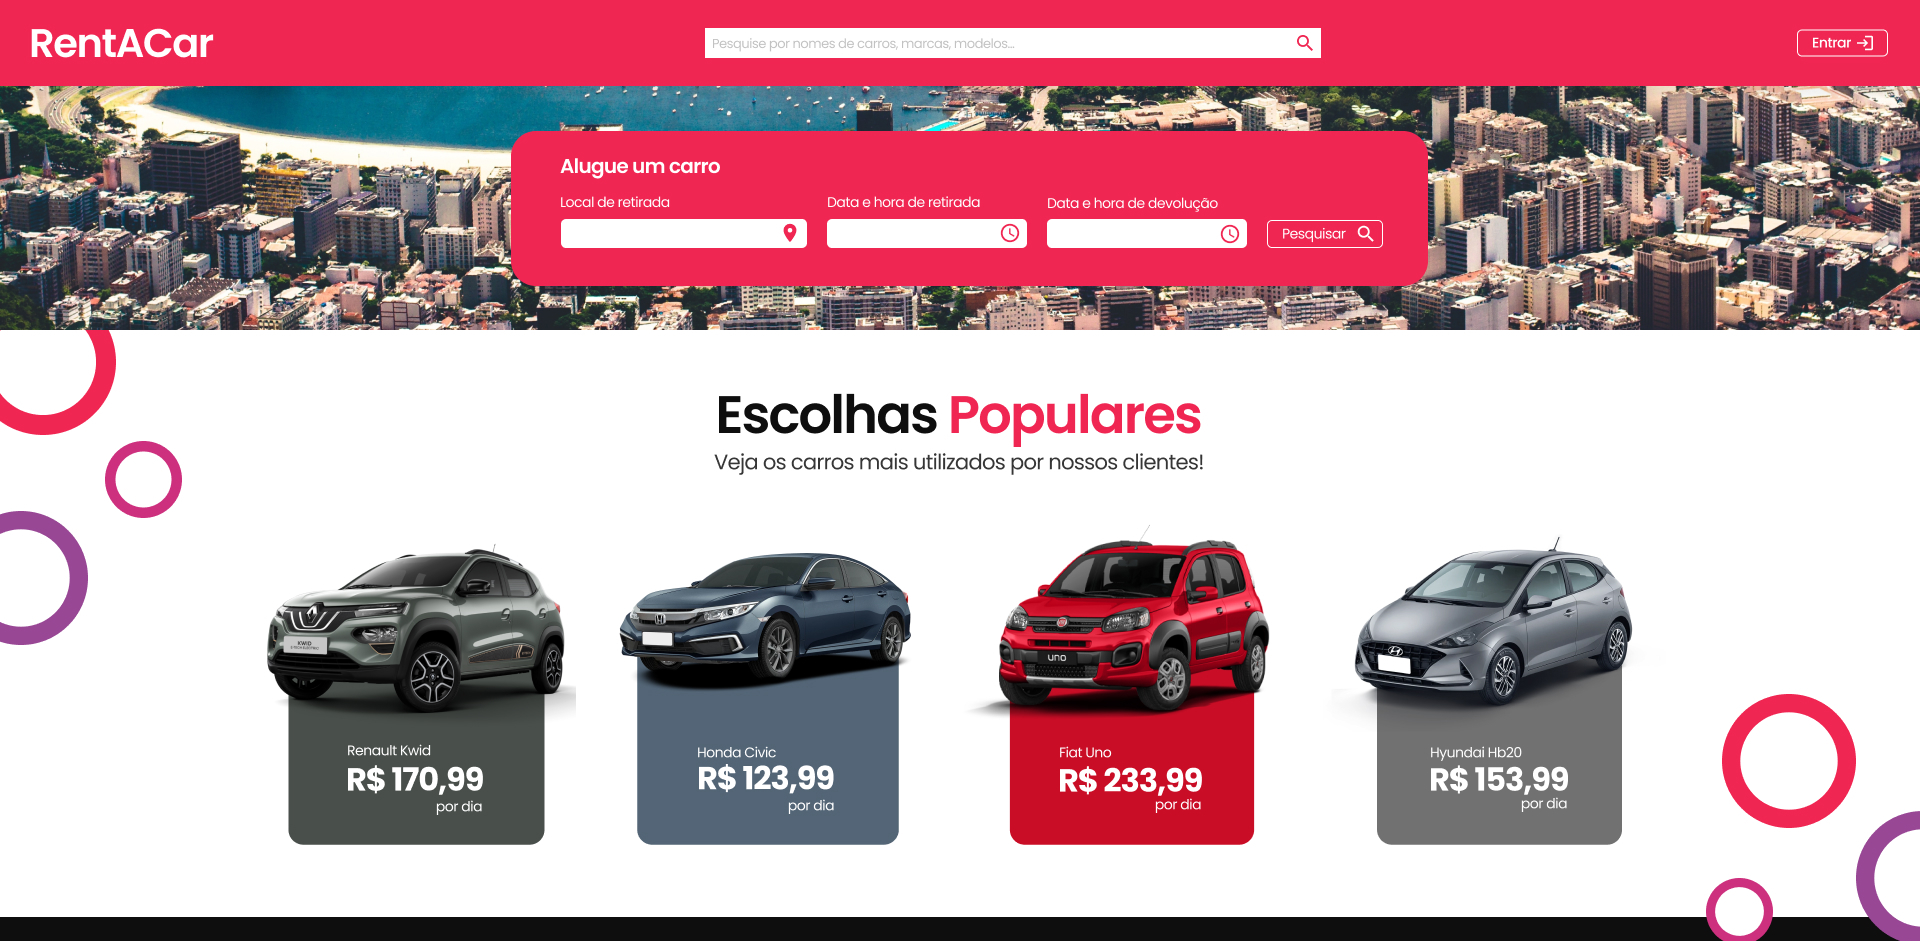 RentACar
Pesquise por nomes de carros, marcas, modelos...
Entrar
Alugue um carro
Local de retirada
Data e hora de retirada
Data e hora de devolução
Pesquisar
Escolhas Populares
Veja os carros mais utilizados por nossos clientes!
KWID
uno
Renault Kwid
R$ 170,99
por dia
Honda Civic
R$ 123,99
por dia
Fiat Uno
R$ 233,99
por dia
Hyundai Hb20
R$ 153,99
por dia